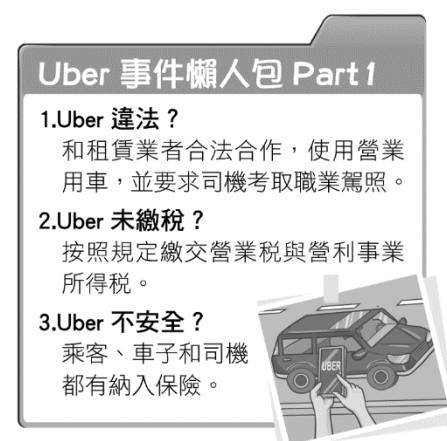 Uber 事件懶人包 Part 1
1.Uber 違法？
和租賃業者合法合作，使用營業
用車，並要求司機考取職業駕照。
2.Uber 未繳稅？
按照規定繳交營業稅與營利事業
所得稅。
3.Uber 不安全？
乘客、車子和司機
都有納入保險。
UBER